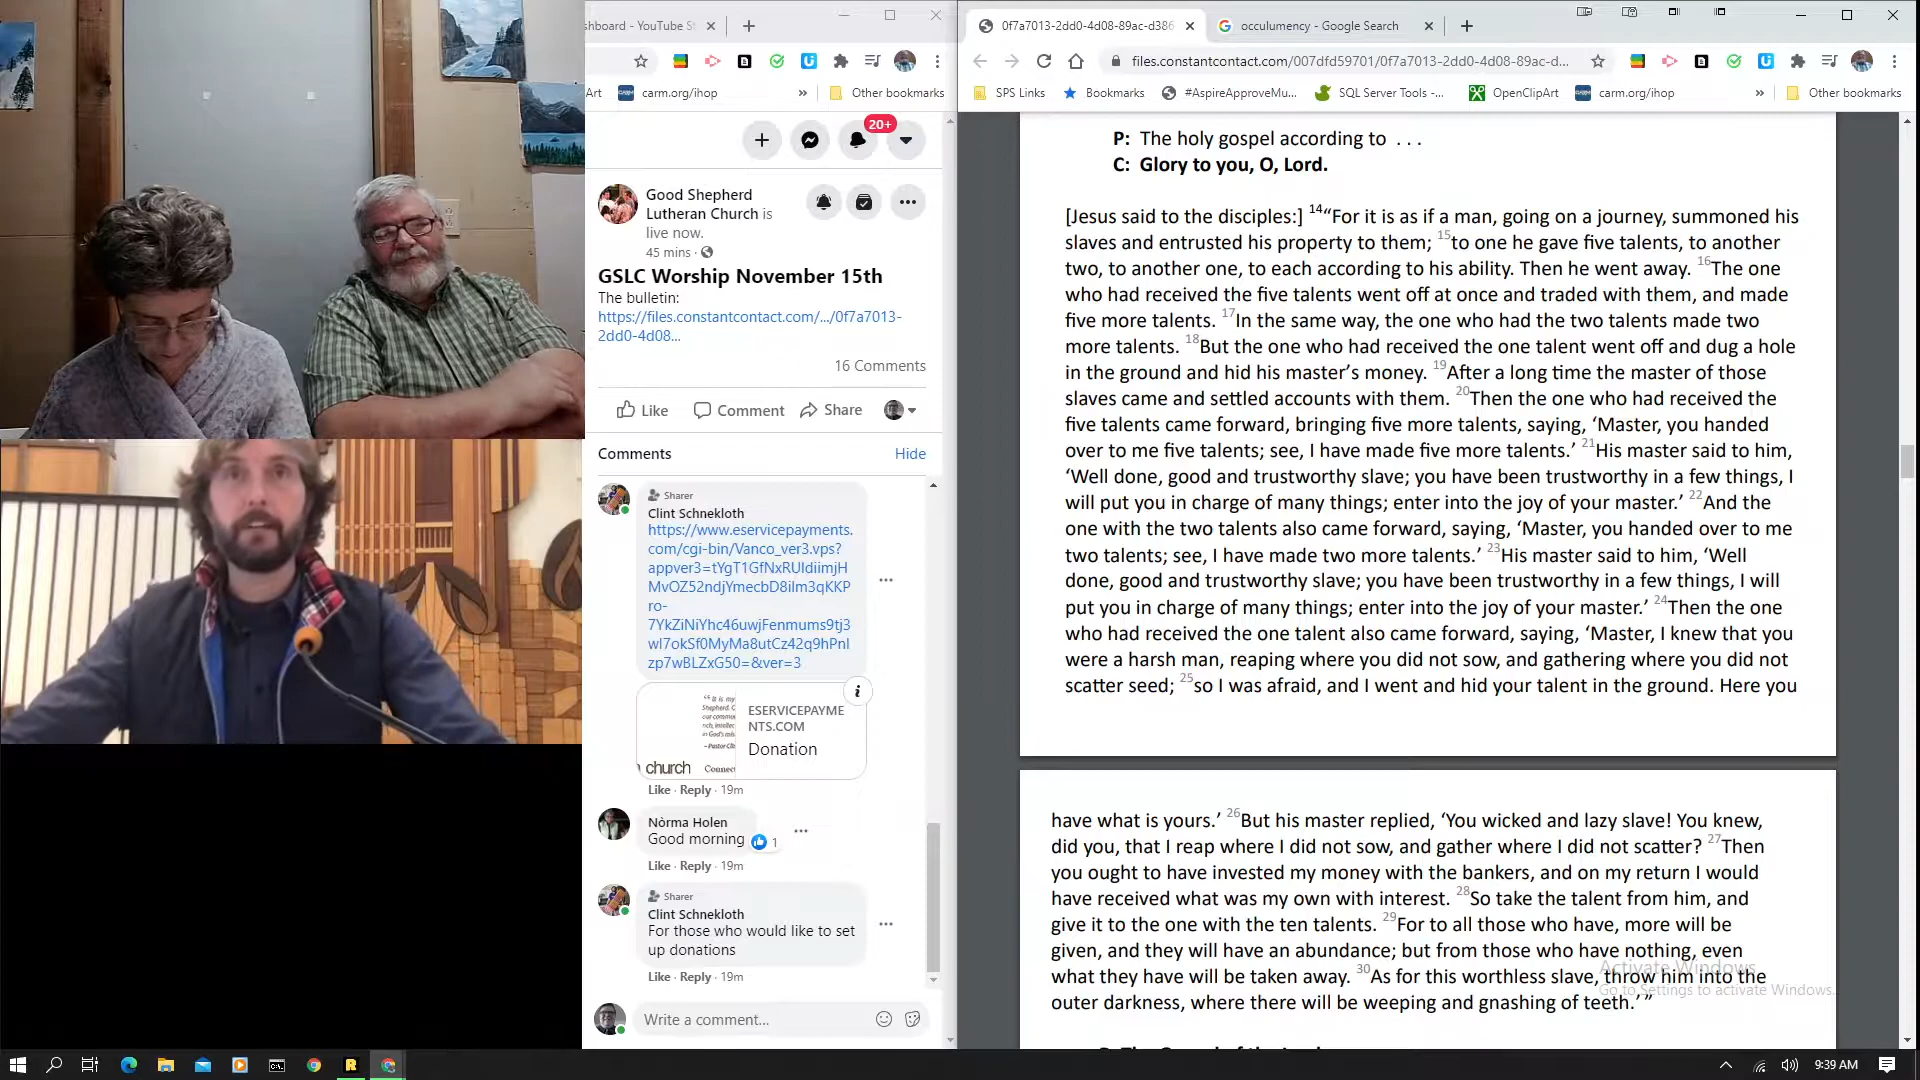 shboard - YouTube St
Art
carm.org/ihop
»
Other bookmarks
20+
Good Shepherd
Lutheran Church is
live now.
45 mins ·
GSLC Worship November 15th
The bulletin:
https://files.constantcontact.com/.../0f7a7013-
2dd0-4d08...
16 Comments
Like
Comment
Share
Comments
Hide
Sharer
Clint Schnekloth
https://www.eservicepayments.
com/cgi-bin/Vanco_ver3.vps?
ro-
zp7wBLZxG50=&ver=3
ESERVICEPAYME
NTS.COM
Donation
church
Like · Reply · 19m
Nòrma Holen
Good morning
1
Like · Reply · 19m
Sharer
Clint Schnekloth
For those who would like to set
up donations
Like · Reply · 19m
Write a comment...
0f7a7013-2dd0-4d08-89ac-d386
occulumency - Google Search
files.constantcontact.com/007dfd59701/0f7a7013-2dd0-4d08-89ac-d...
SPS Links
Bookmarks
#AspireApproveMu...
SQL Server Tools -...
OpenClipArt
carm.org/ihop
»
Other bookmarks
P: The holy gospel according to . . .
C: Glory to you, O, Lord.
[Jesus said to the disciples:] 14“For it is as if a man, going on a journey, summoned his
slaves and entrusted his property to them; 15to one he gave five talents, to another
two, to another one, to each according to his ability. Then he went away. 16The one
who had received the five talents went off at once and traded with them, and made
five more talents. 17In the same way, the one who had the two talents made two
more talents. 18But the one who had received the one talent went off and dug a hole
in the ground and hid his master’s money. 19After a long time the master of those
slaves came and settled accounts with them. 20Then the one who had received the
five talents came forward, bringing five more talents, saying, ‘Master, you handed
over to me five talents; see, I have made five more talents.’ 21His master said to him,
‘Well done, good and trustworthy slave; you have been trustworthy in a few things, I
will put you in charge of many things; enter into the joy of your master.’ 22And the
one with the two talents also came forward, saying, ‘Master, you handed over to me
two talents; see, I have made two more talents.’ 23His master said to him, ‘Well
done, good and trustworthy slave; you have been trustworthy in a few things, I will
put you in charge of many things; enter into the joy of your master.’ 24Then the one
who had received the one talent also came forward, saying, ‘Master, I knew that you
were a harsh man, reaping where you did not sow, and gathering where you did not
scatter seed; 25so I was afraid, and I went and hid your talent in the ground. Here you
have what is yours.’ 26But his master replied, ‘You wicked and lazy slave! You knew,
did you, that I reap where I did not sow, and gather where I did not scatter? 27Then
you ought to have invested my money with the bankers, and on my return I would
have received what was my own with interest. 28So take the talent from him, and
give it to the one with the ten talents. 29For to all those who have, more will be
given, and they will have an abundance; but from those who have nothing, even
what they have will be taken away. 30As for this worthless slave, throw him into the
outer darkness, where there will be weeping and gnashing of teeth.’ ”
Activate Windows
Go to Settings to activate Windows.
9:39 AM